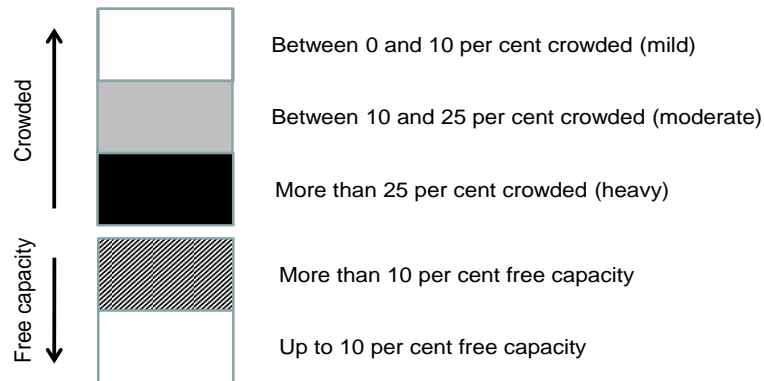 Crowded
Between 0 and 10 per cent crowded (mild)
Between 10 and 25 per cent crowded (moderate)
More than 25 per cent crowded (heavy)
Free capacity
More than 10 per cent free capacity
Up to 10 per cent free capacity